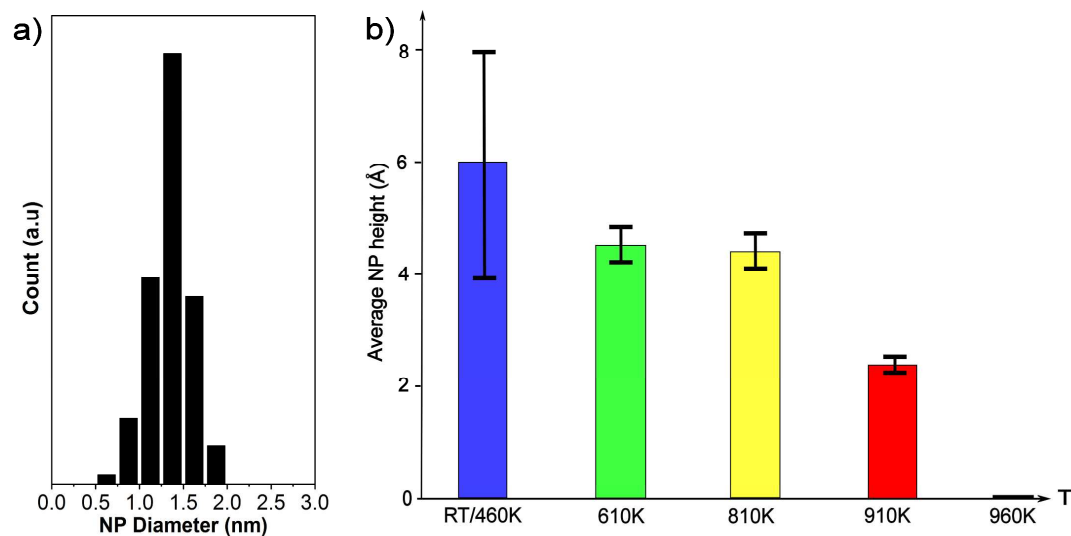 a)
Count (a.u)
0.0 0.5 1.0 1.5 2.0 2.5 3.0
NP Diameter (nm)
b)
Average NP height (Å)
8
6
4
2
0
RT/460K 610K 810K 910K 960K
T